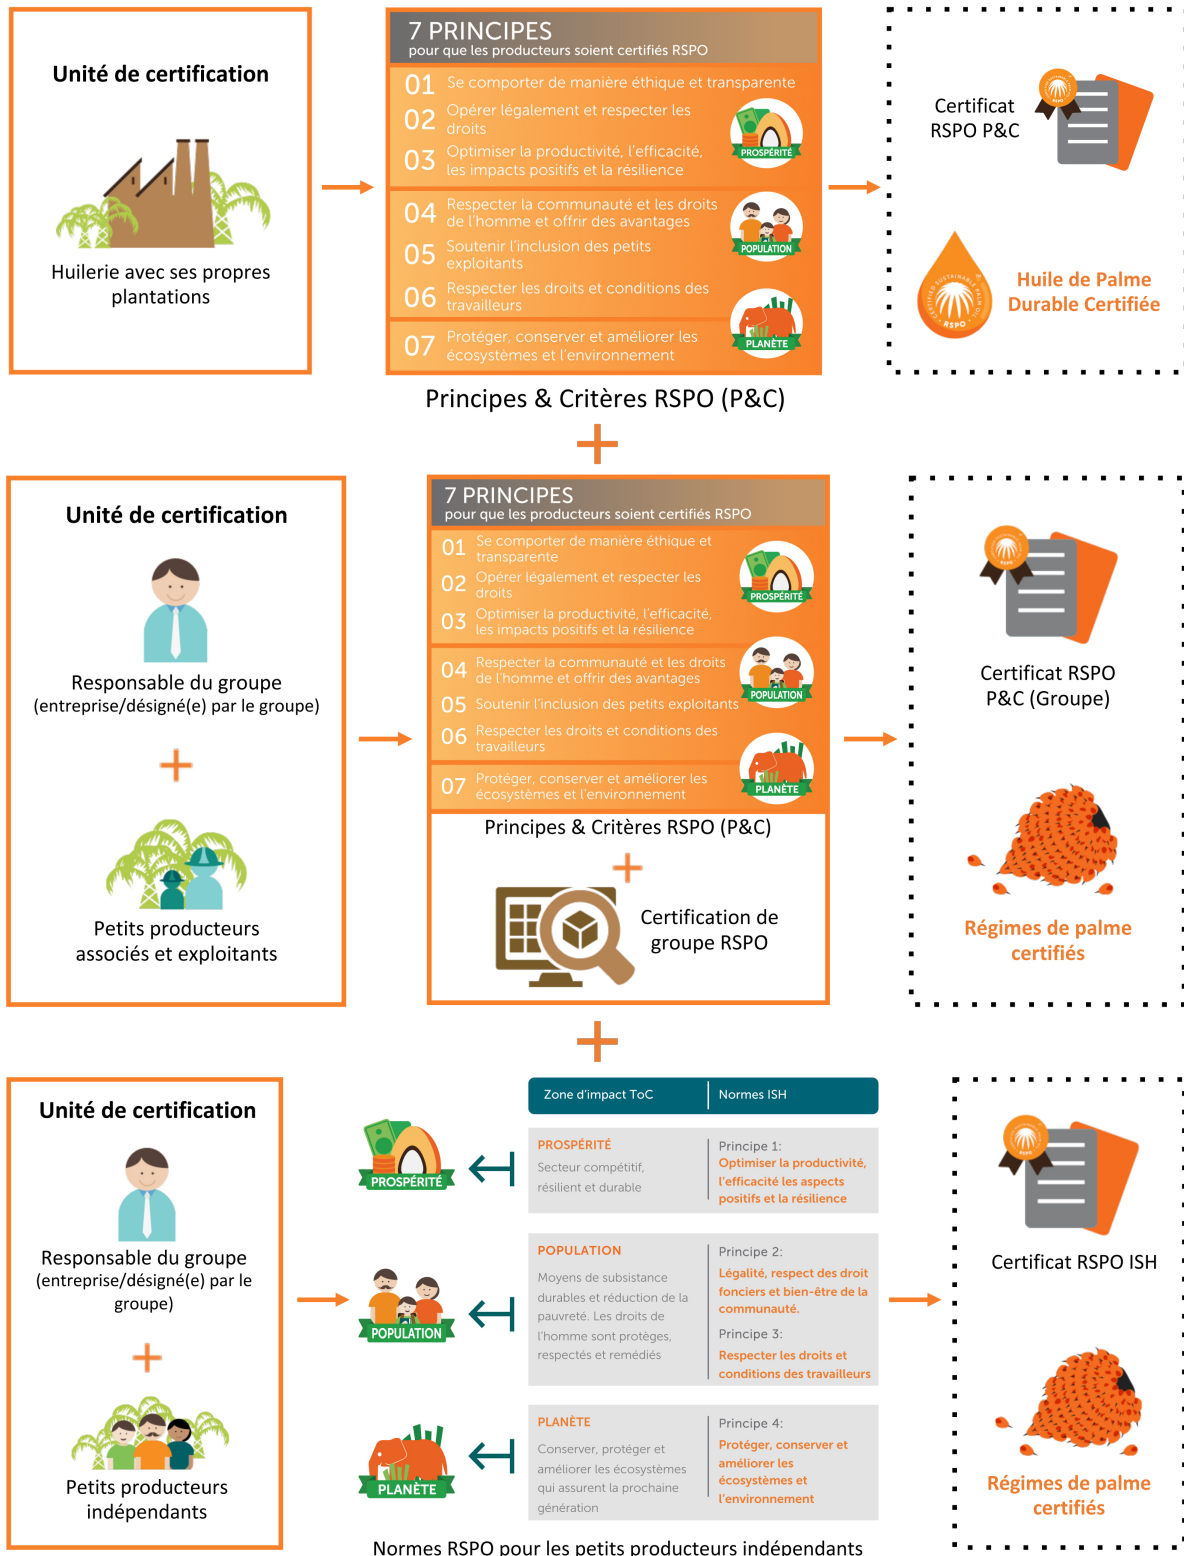 Unité de certification
Huilerie avec ses propres
plantations
7 PRINCIPES
pour que les producteurs soient certifiés RSPO
01 Se comporter de manière éthique et transparente
02 Opérer légalement et respecter les
droits
03 Optimiser la productivité, l'efficacité,
les impacts positifs et la résilience
PROSPÉRITÉ
04 Respecter la communauté et les droits
de l'homme et offrir des avantages
05 Soutenir l'inclusion des petits
exploitants
06 Respecter les droits et conditions des
travailleurs
POPULATION
07 Protéger, conserver et améliorer les
écosystèmes et l'environnement
PLANÈTE
Principes & Critères RSPO (P&C)
Certificat
RSPO P&C
RSPO
CERTIFIED SUSTAINABLE PALM OIL
RSPO
Huile de Palme
Durable Certifiée
Unité de certification
Responsable du groupe
(entreprise/désigné(e) par le groupe)
Petits producteurs
associés et exploitants
7 PRINCIPES
pour que les producteurs soient certifiés RSPO
01 Se comporter de manière éthique et
transparente
02 Opérer légalement et respecter les
droits
03 Optimiser la productivité, l'efficacité,
les impacts positifs et la résilience
PROSPÉRITÉ
04 Respecter la communauté et les droits
de l'homme et offrir des avantages
05 Soutenir l'inclusion des petits exploitants
06 Respecter les droits et conditions des
travailleurs
POPULATION
07 Protéger, conserver et améliorer les
écosystèmes et l'environnement
PLANÈTE
Principes & Critères RSPO (P&C)
Certification de
groupe RSPO
RSPO
Certificat RSPO
P&C (Groupe)
Régimes de palme
certifiés
Unité de certification
Responsable du groupe
(entreprise/désigné(e) par le
groupe)
Petits producteurs
indépendants
Zone d'impact ToC
Normes ISH
PROSPÉRITÉ
PROSPÉRITÉ
Secteur compétitif,
résilient et durable
Principe 1:
Optimiser la productivité,
l'efficacité les aspects
positifs et la résilience
POPULATION
POPULATION
Moyens de subsistance
durables et réduction de la
pauvreté. Les droits de
l'homme sont protèges,
respectés et remédiés
Principe 2:
Légalité, respect des droit
fonciers et bien-être de la
communauté.
Principe 3:
Respecter les droits et
conditions des travailleurs
PLANÈTE
PLANÈTE
Conserver, protéger et
améliorer les écosystèmes
qui assurent la prochaine
génération
Principe 4:
Protéger, conserver et
améliorer les
écosystèmes et
l'environnement
Normes RSPO pour les petits producteurs indépendants
RSPO
Certificat RSPO ISH
Régimes de palme
certifiés